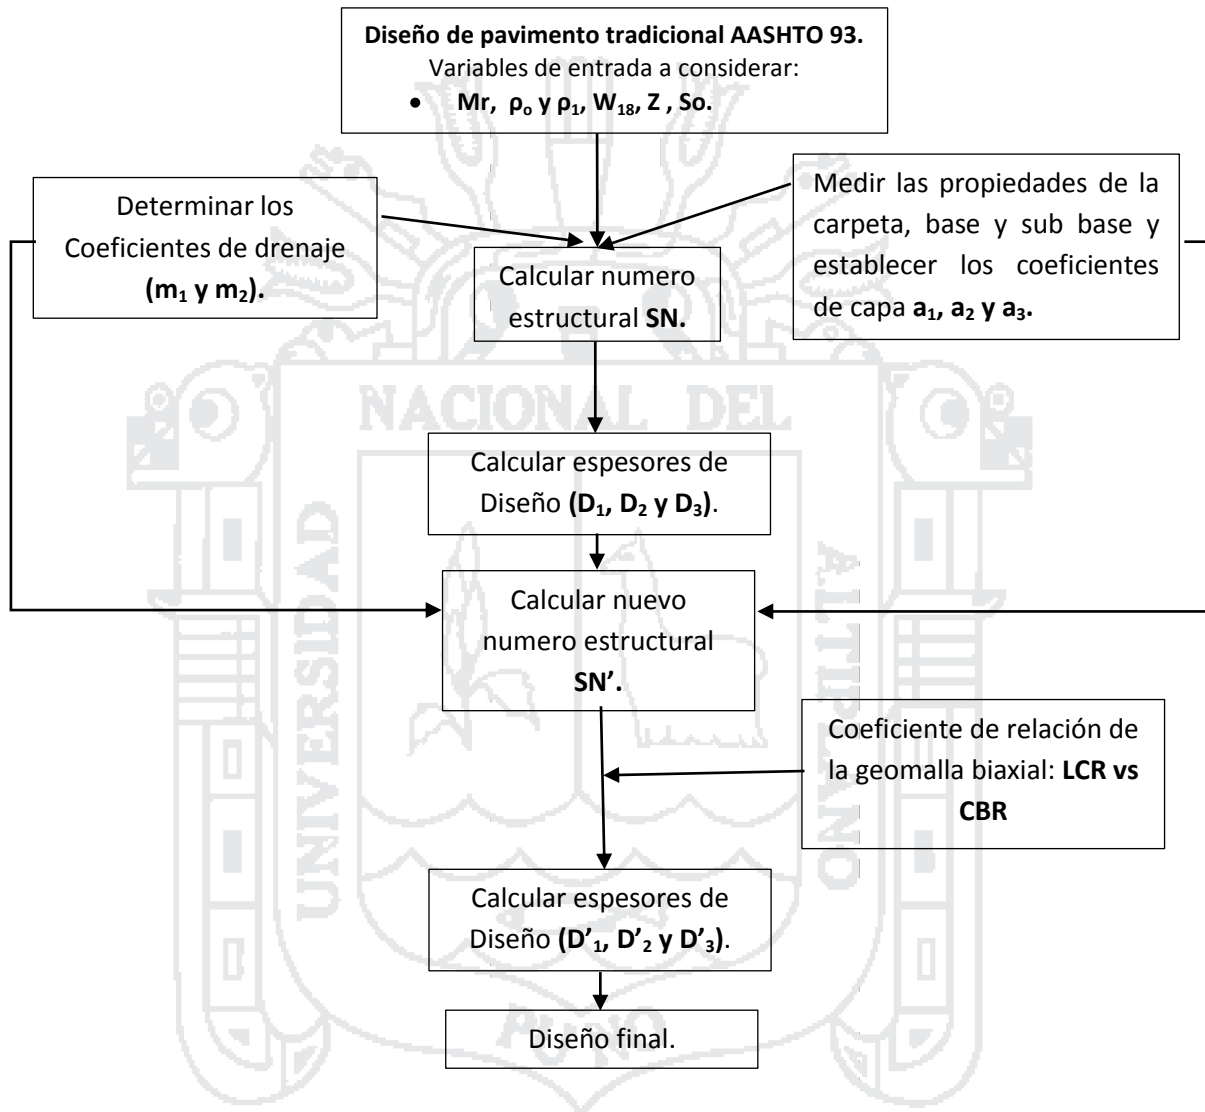 Diseño de pavimento tradicional AASHTO 93.
Variables de entrada a considerar:
• Mr, ρₒ y ρ₁, W₁₈, Z , So.
Determinar los
Coeficientes de drenaje
(m₁ y m₂).
Medir las propiedades de la
carpeta, base y sub base y
establecer los coeficientes
de capa a₁, a₂ y a₃.
Calcular numero
estructural SN.
Calcular espesores de
Diseño (D₁, D₂ y D₃).
Calcular nuevo
numero estructural
SN’.
Coeficiente de relación de
la geomalla biaxial: LCR vs
CBR
Calcular espesores de
Diseño (D’₁, D’₂ y D’₃).
Diseño final.
UNIVERSIDAD
NACIONAL DEL
ALTIPLANO
PUNO